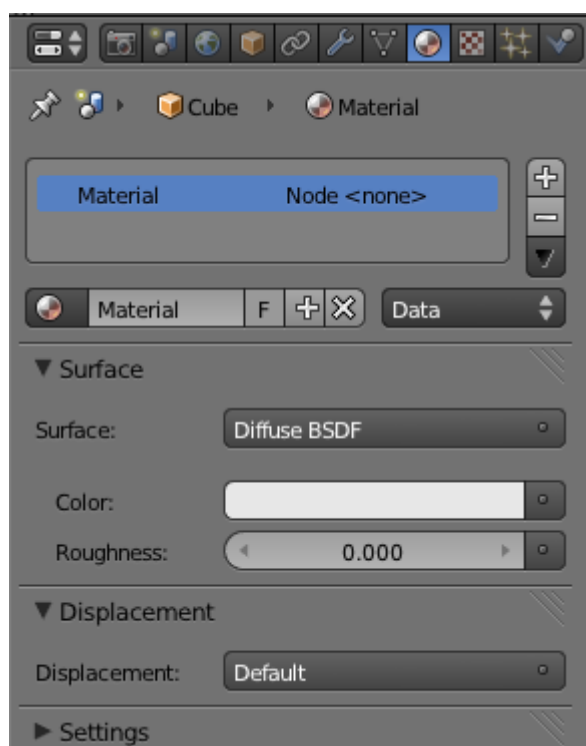 Cube Material
Material Node <none>
Material F Data
Surface
Surface: Diffuse BSDF
Color:
Roughness: 0.000
Displacement
Displacement: Default
Settings